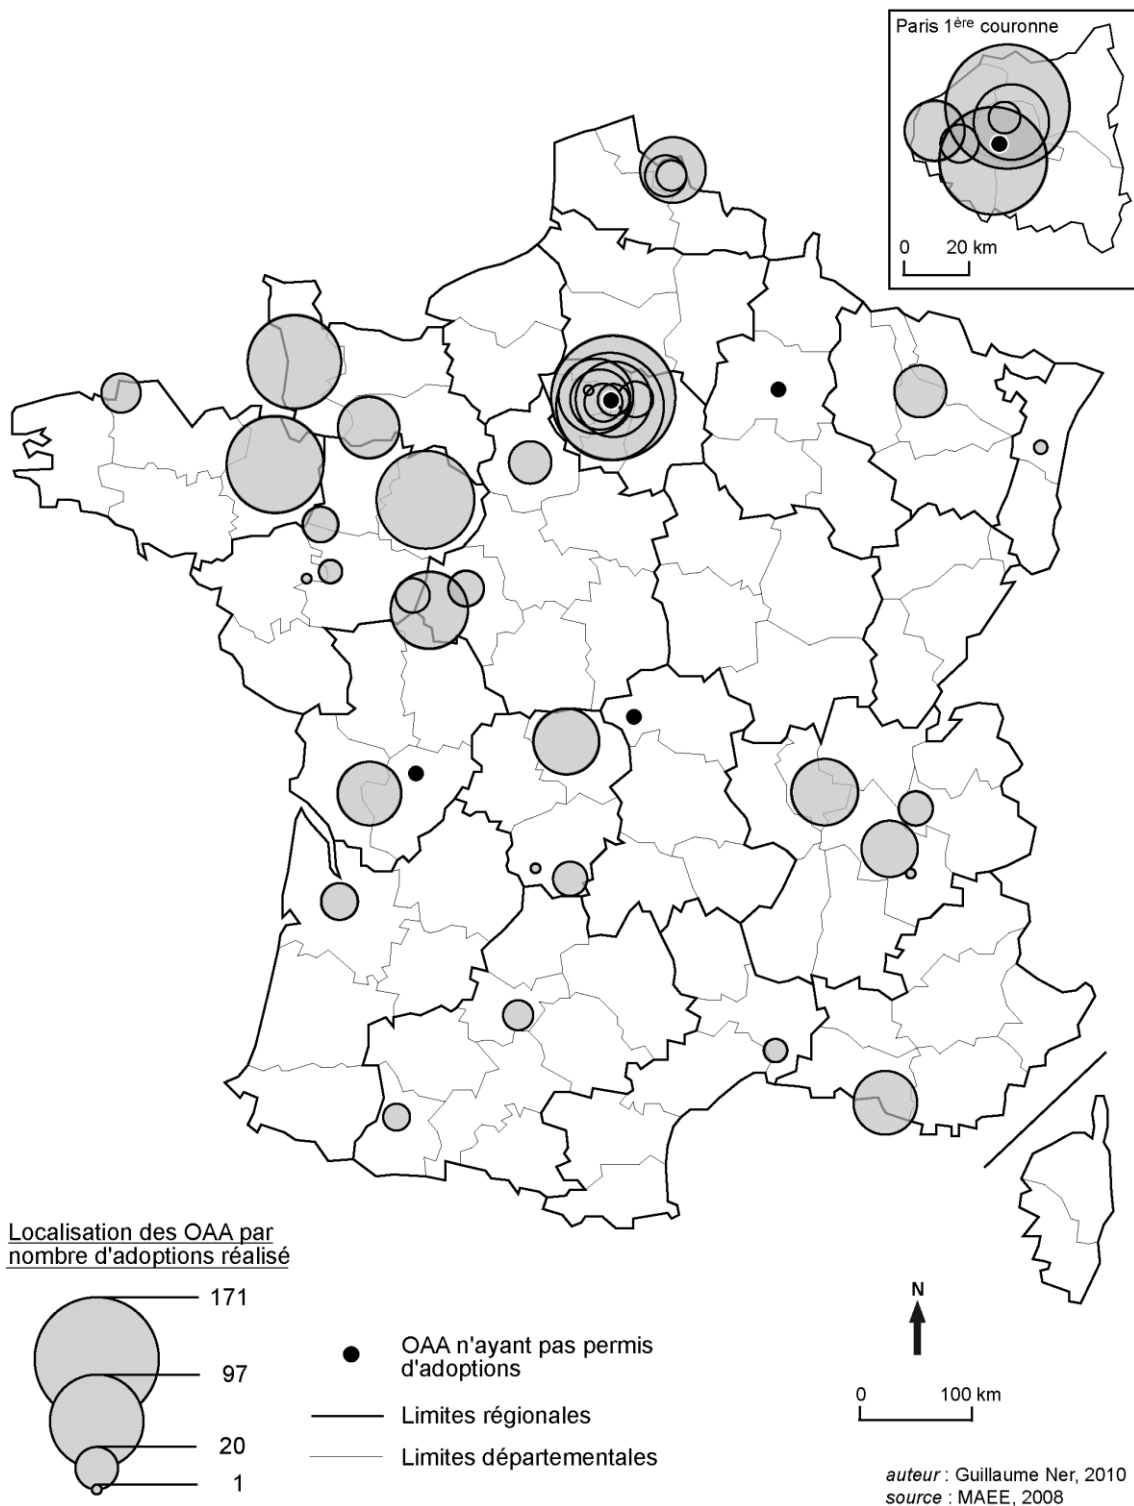 Paris 1ère couronne
0 20 km
Localisation des OAA par
nombre d'adoptions réalisé
171
97
20
1
OAA n'ayant pas permis
d'adoptions
Limites régionales
Limites départementales
N
0 100 km
auteur : Guillaume Ner, 2010
source : MAEE, 2008